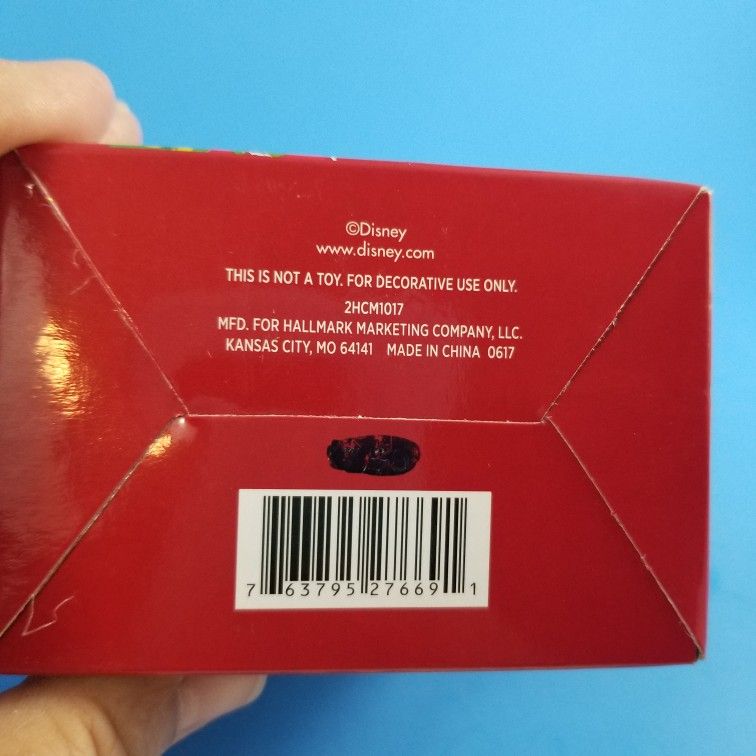 ©Disney
www.disney.com
THIS IS NOT A TOY. FOR DECORATIVE USE ONLY.
2HCM1017
MFD. FOR HALLMARK MARKETING COMPANY, LLC.
KANSAS CITY, MO 64141 MADE IN CHINA 0617
7 63795 27669 1